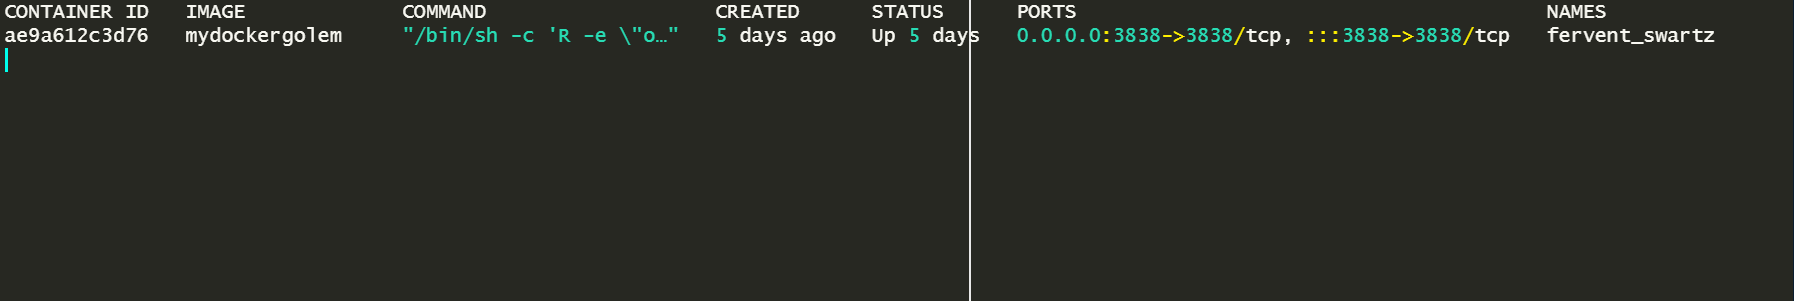 CONTAINER ID   IMAGE             COMMAND                   CREATED      STATUS      PORTS                                       NAMES
ae9a612c3d76   mydockergolem     "/bin/sh -c 'R -e \"o…"   5 days ago   Up 5 days   0.0.0.0:3838->3838/tcp, :::3838->3838/tcp   fervent_swartz